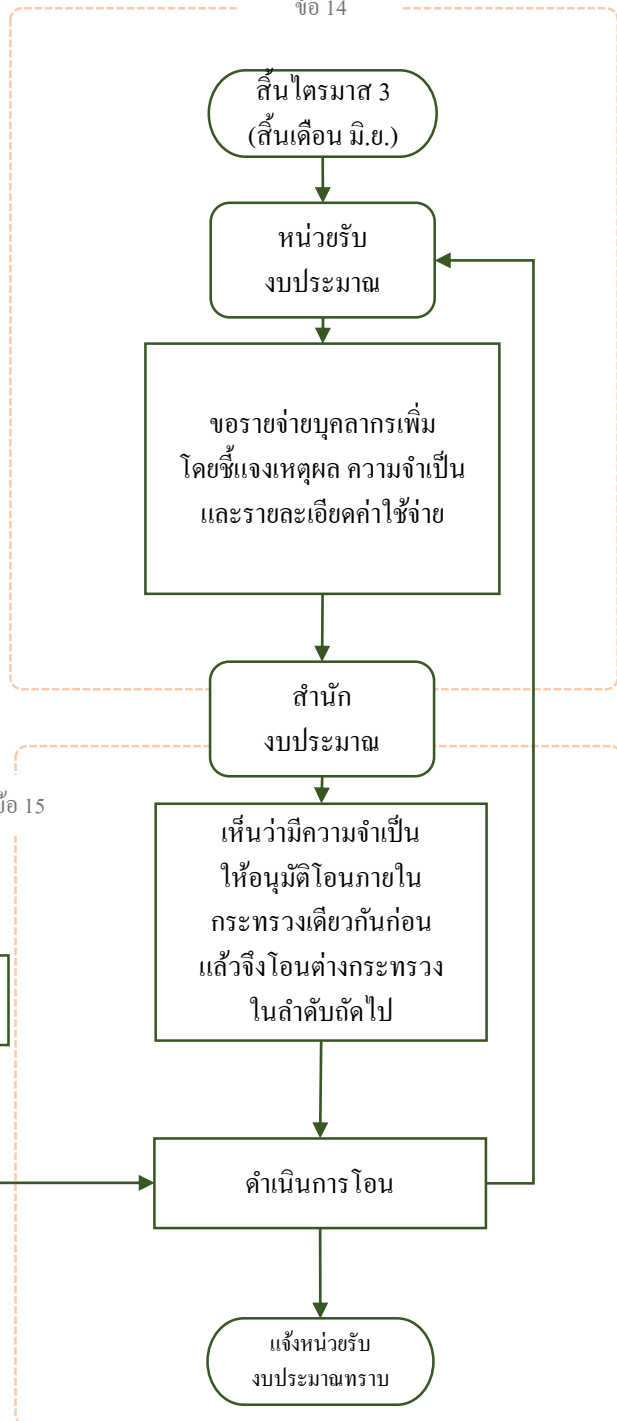 ข้อ 14
สิ้นไตรมาส 3
(สิ้นเดือน มิ.ย.)
หน่วยรับ
งบประมาณ
ขอรายจ่ายบุคลากรเพิ่ม
โดยชี้แจงเหตุผล ความจำเป็น
และรายละเอียดค่าใช้จ่าย
สำนัก
งบประมาณ
ข้อ 15
เห็นว่ามีความจำเป็น
ให้อนุมัติโอนภายใน
กระทรวงเดียวกันก่อน
แล้วจึงโอนต่างกระทรวง
ในลำดับถัดไป
ดำเนินการโอน
แจ้งหน่วยรับ
งบประมาณทราบ